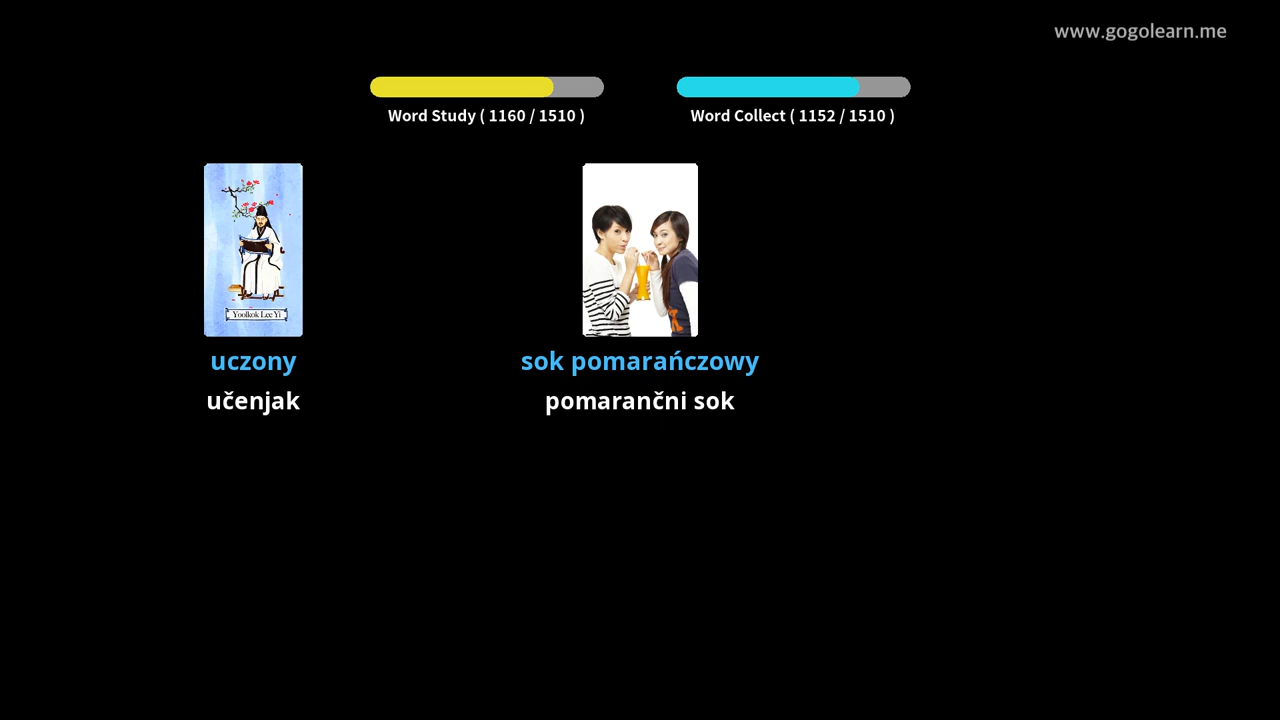 www.gogolearn.me
Word Study ( 1160 / 1510 )
Word Collect ( 1152 / 1510 )
Yoolkok Lee Yi
uczony
sok pomarańczowy
učenjak
pomarančni sok